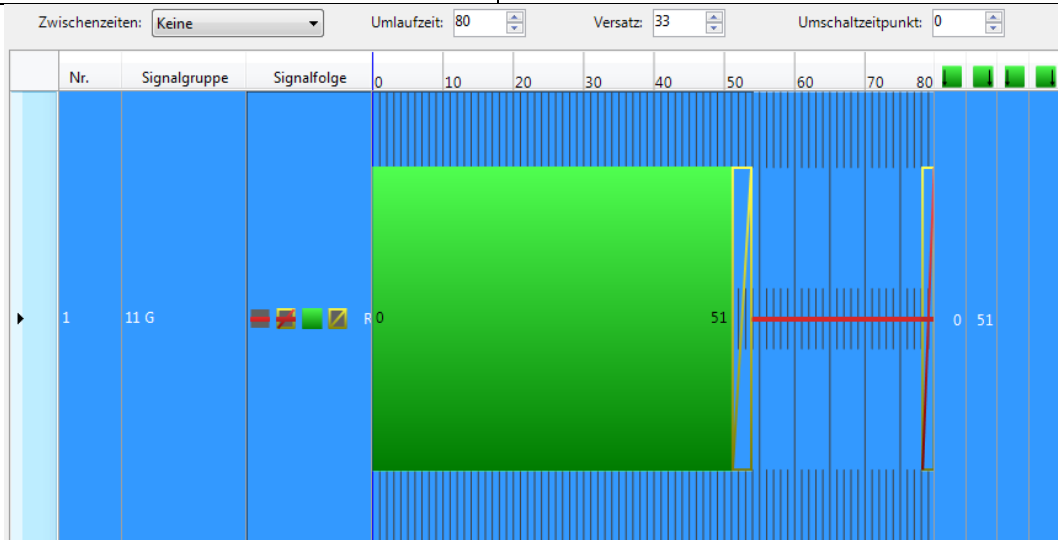 Zwischenzeiten: Keine Umlaufzeit: 80 Versatz: 33 Umschaltzeitpunkt: 0
Nr. Signalgruppe Signalfolge 0 10 20 30 40 50 60 70 80
1 11 G R 0 51 0 51